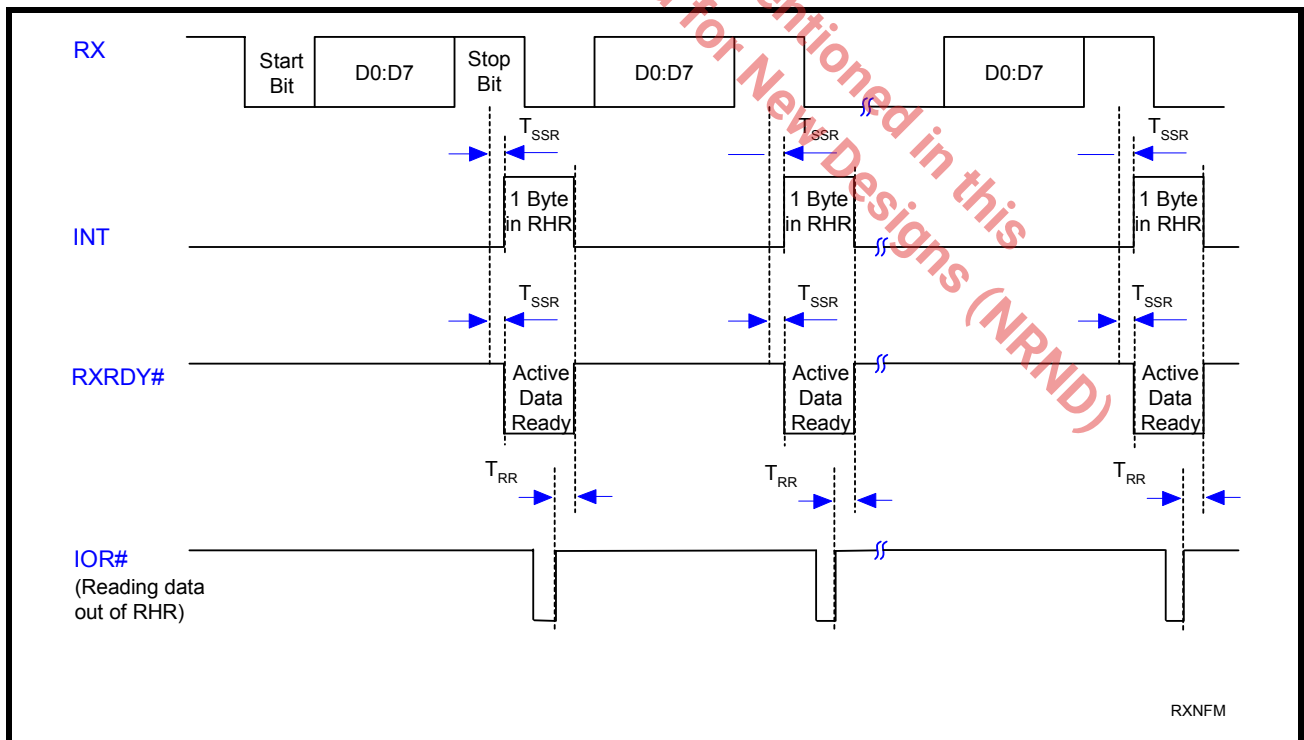 RX
Start
Bit
D0:D7
Stop
Bit
D0:D7
D0:D7
TSSR
TSSR
TSSR
INT
1 Byte
in RHR
1 Byte
in RHR
1 Byte
in RHR
TSSR
TSSR
TSSR
RXRDY#
Active
Data
Ready
Active
Data
Ready
Active
Data
Ready
TRR
TRR
TRR
IOR#
(Reading data
out of RHR)
RXNFM
mentioned in this
for New Designs (NRND)